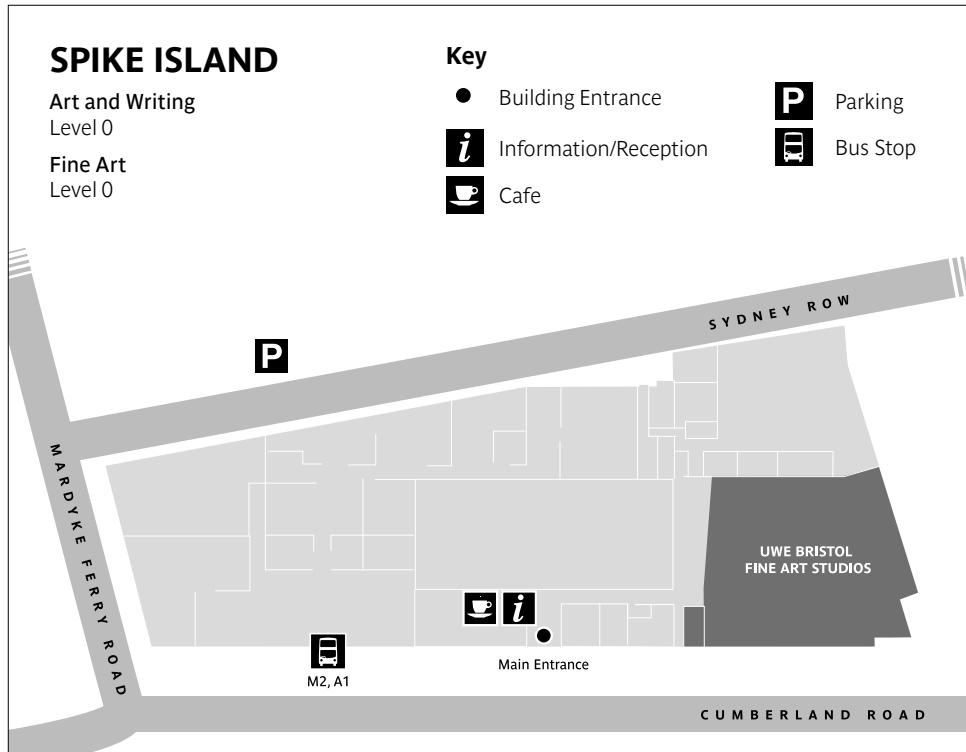 SPIKE ISLAND
Art and Writing
Level 0
Fine Art
Level 0
Key
Building Entrance
i Information/Reception
Cafe
P Parking
Bus Stop
SYDNEY ROW
P
MARDYKE FERRY ROAD
UWE BRISTOL
FINE ART STUDIOS
i
Main Entrance
M2, A1
CUMBERLAND ROAD